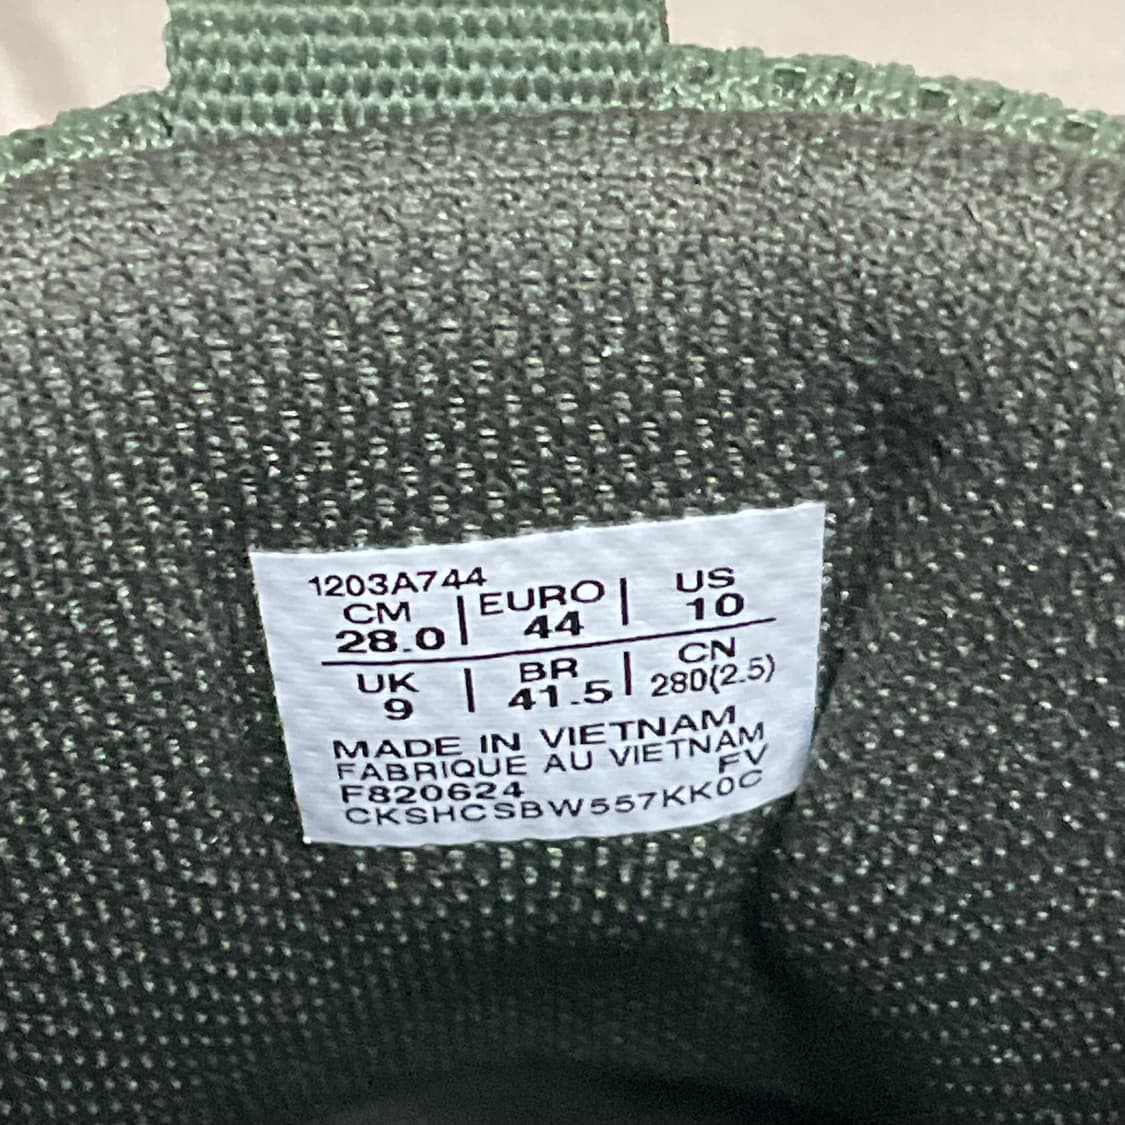 1203A744
CM | EURO | US
28.0 | 44 | 10
UK | BR | CN
9 | 41.5 | 280(2.5)
MADE IN VIETNAM
FABRIQUE AU VIETNAM
F820624 FV
CKSHCSBW557KK0C